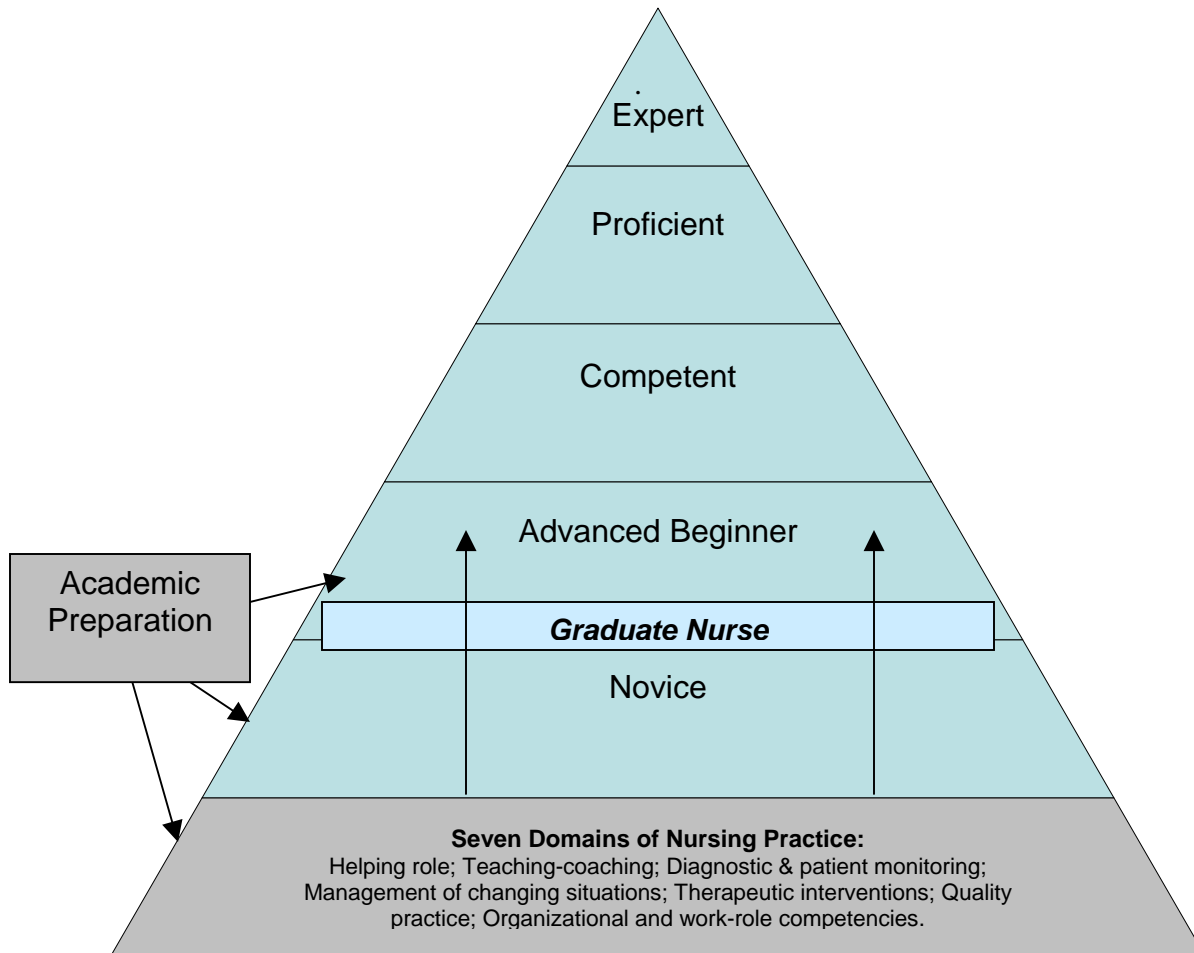 Expert
Proficient
Competent
Advanced Beginner
Academic
Preparation
Graduate Nurse
Novice
Seven Domains of Nursing Practice:
Helping role; Teaching-coaching; Diagnostic & patient monitoring;
Management of changing situations; Therapeutic interventions; Quality
practice; Organizational and work-role competencies.